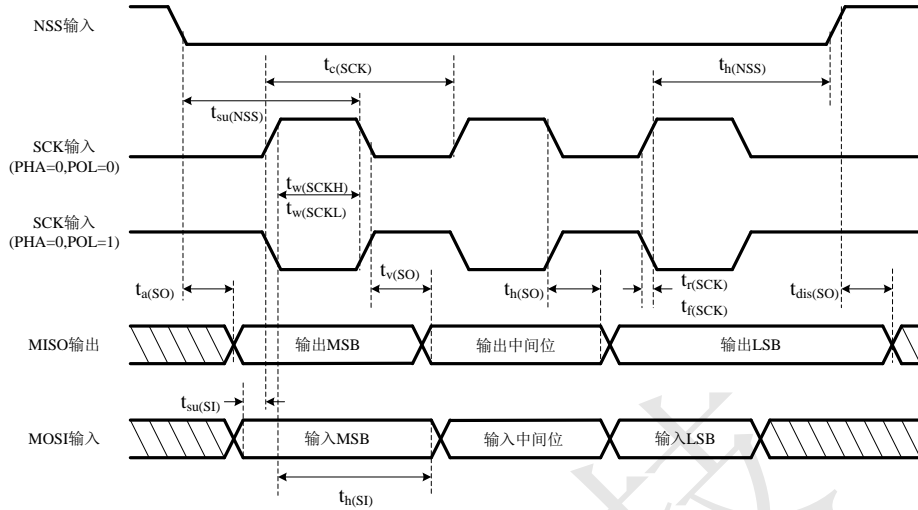 NSS输入
tc(SCK)
th(NSS)
tsu(NSS)
SCK输入
(PHA=0,POL=0)
tw(SCKH)
tw(SCKL)
SCK输入
(PHA=0,POL=1)
ta(SO)
tv(SO)
th(SO)
tr(SCK)
tf(SCK)
tdis(SO)
MISO输出
输出MSB
输出中间位
输出LSB
tsu(SI)
MOSI输入
输入MSB
输入中间位
输入LSB
th(SI)